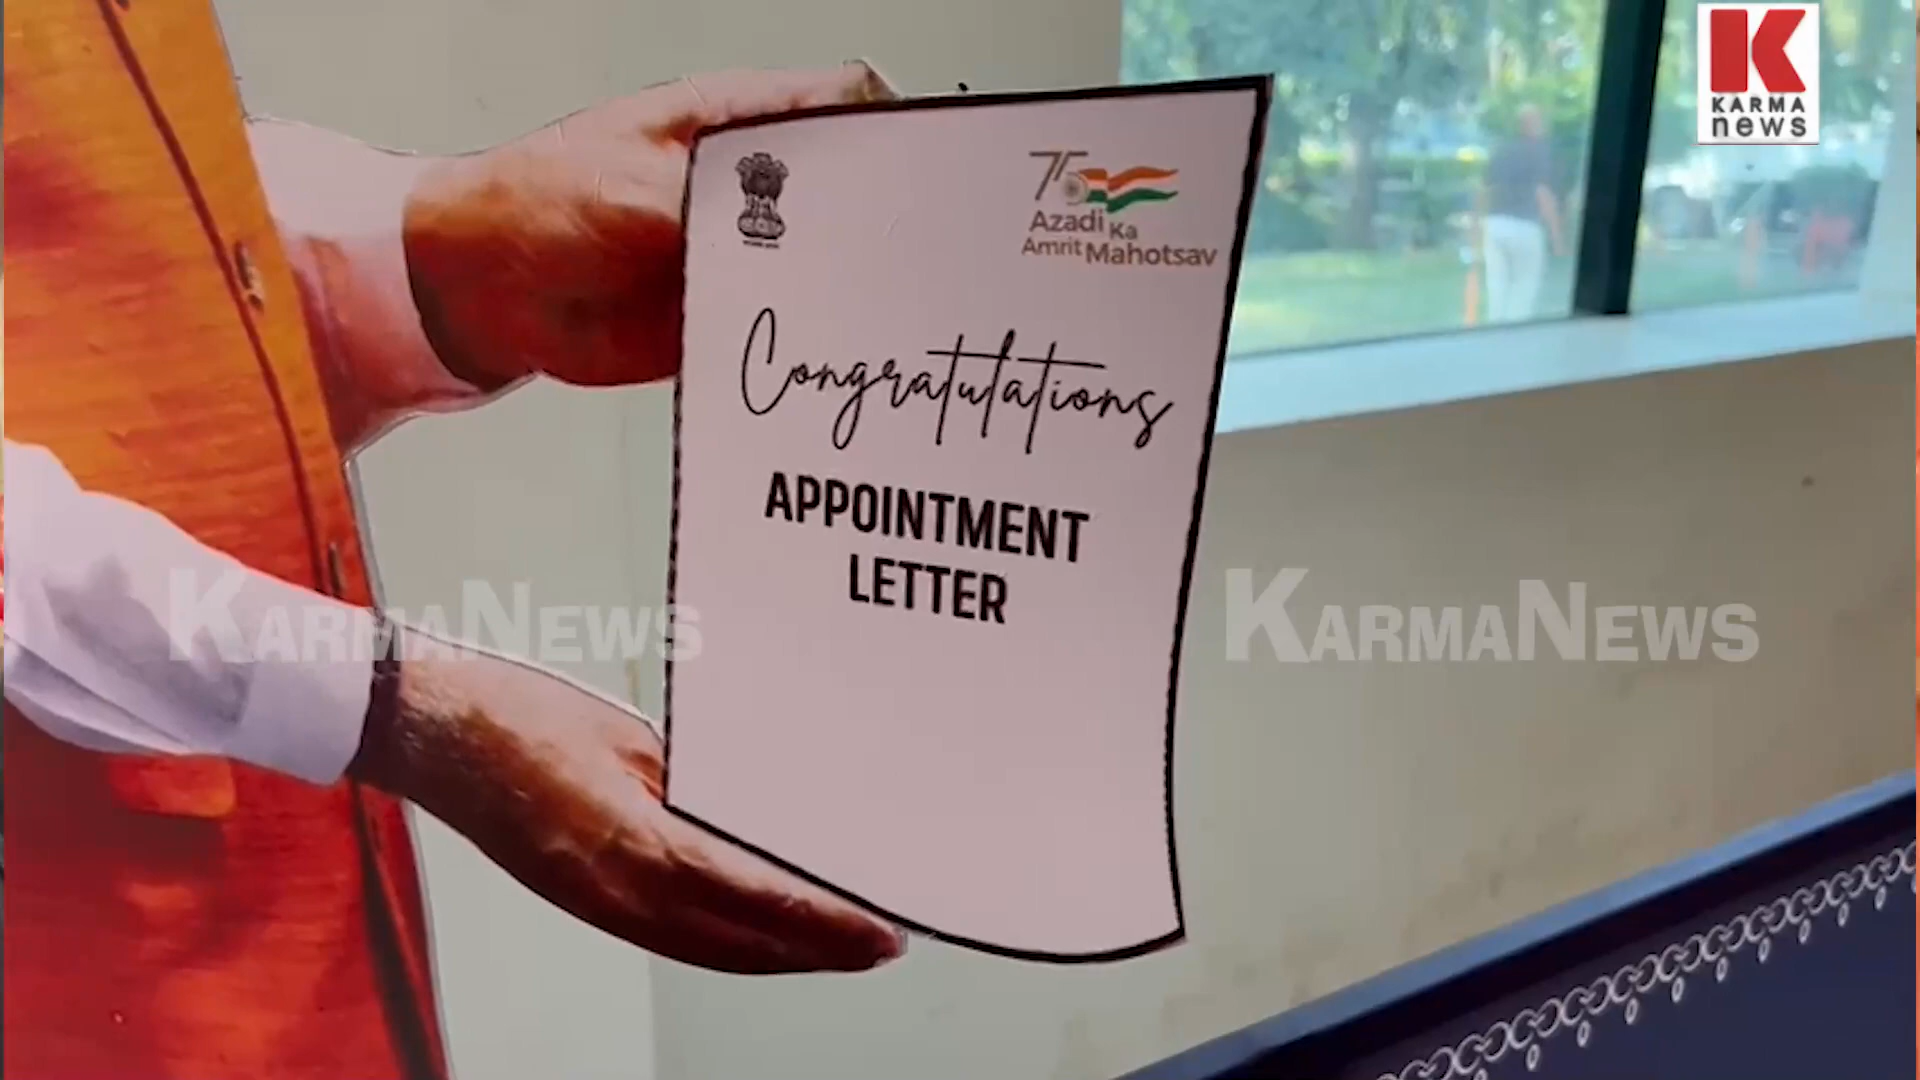 K
KARMA
news
75
Azadi Ka
Amrit Mahotsav
Congratulations
APPOINTMENT
LETTER
KARMANEWS
KARMANEWS